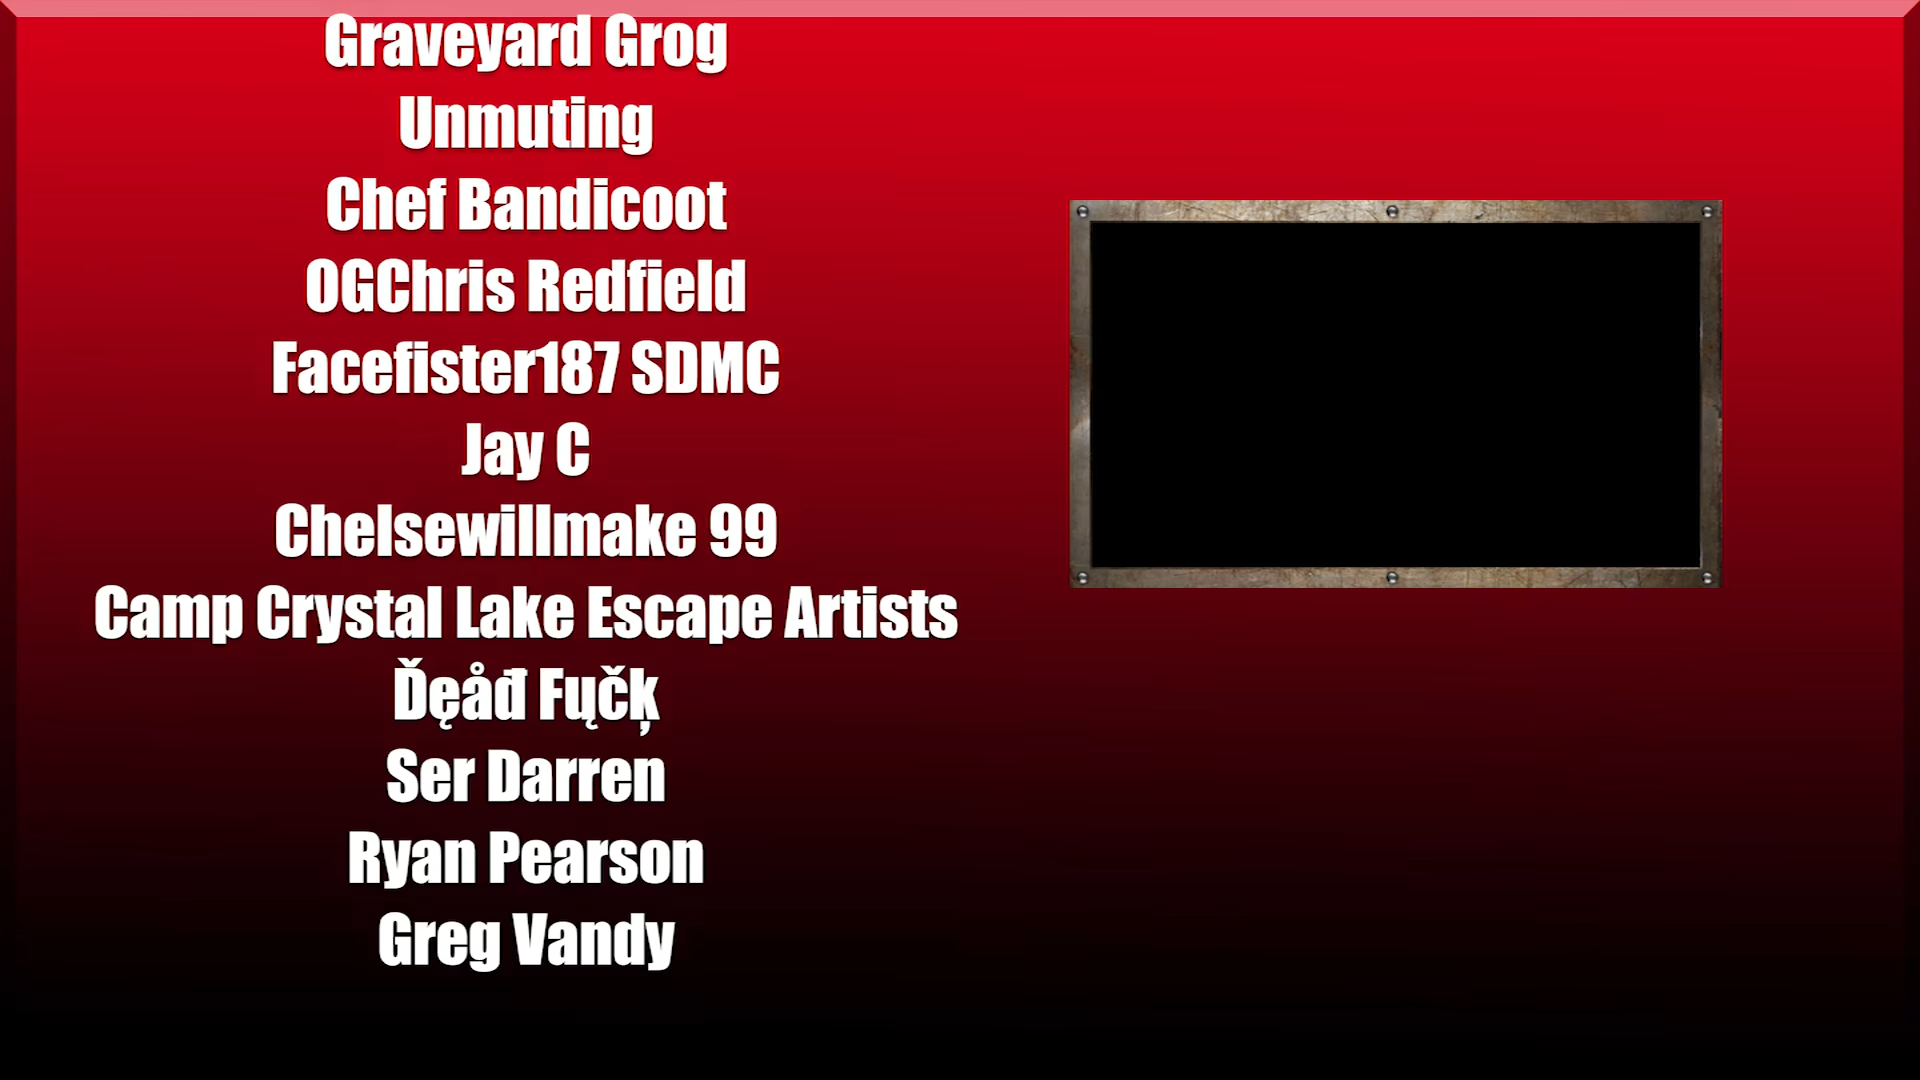 Graveyard Grog
Unmuting
Chef Bandicoot
OGChris Redfield
Facefister187 SDMC
Jay C
Chelsewillmake 99
Camp Crystal Lake Escape Artists
Ďęåđ Fųčķ
Ser Darren
Ryan Pearson
Greg Vandy